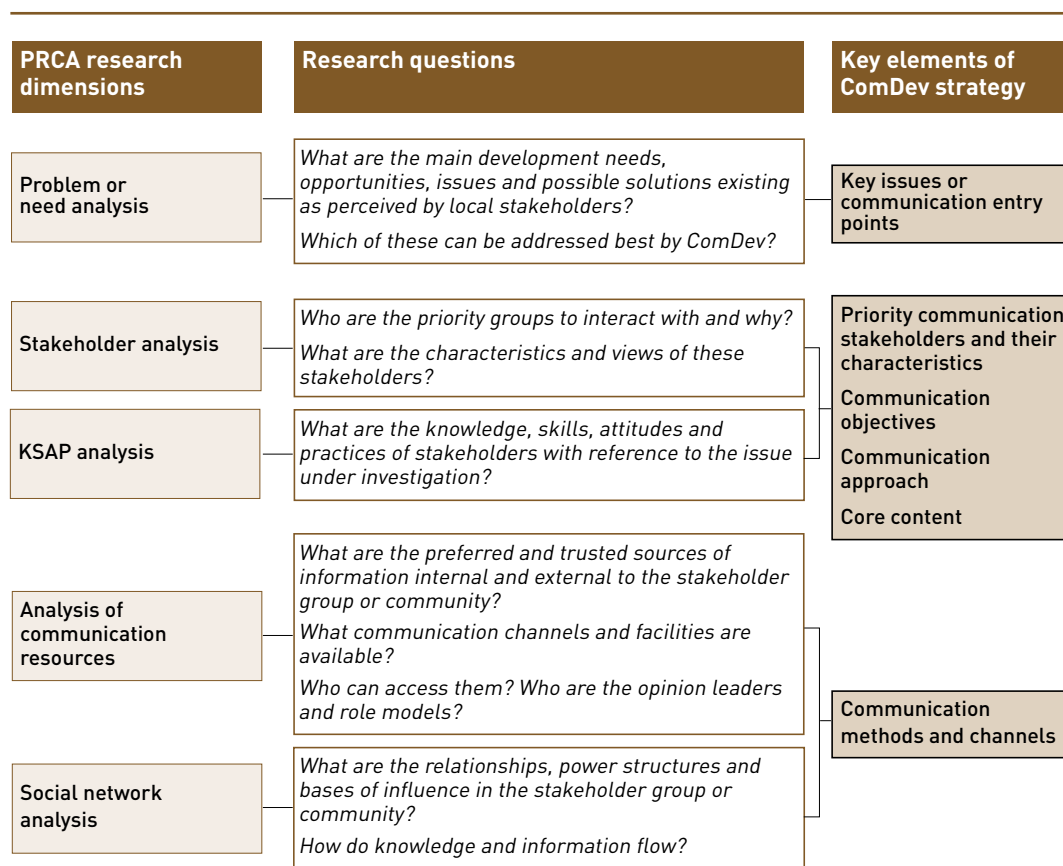 PRCA research
dimensions
Research questions
Key elements of
ComDev strategy
Problem or
need analysis
What are the main development needs,
opportunities, issues and possible solutions existing
as perceived by local stakeholders?
Which of these can be addressed best by ComDev?
Key issues or
communication entry
points
Stakeholder analysis
Who are the priority groups to interact with and why?
What are the characteristics and views of these
stakeholders?
KSAP analysis
What are the knowledge, skills, attitudes and
practices of stakeholders with reference to the issue
under investigation?
Priority communication
stakeholders and their
characteristics
Communication
objectives
Communication
approach
Core content
Analysis of
communication
resources
What are the preferred and trusted sources of
information internal and external to the stakeholder
group or community?
What communication channels and facilities are
available?
Who can access them? Who are the opinion leaders
and role models?
Social network
analysis
What are the relationships, power structures and
bases of influence in the stakeholder group or
community?
How do knowledge and information flow?
Communication
methods and channels